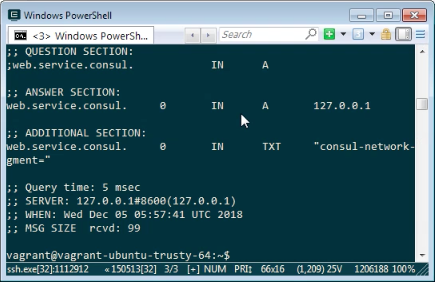 Windows PowerShell
<3> Windows PowerSh...
Search
;; QUESTION SECTION:
;web.service.consul. IN A
;; ANSWER SECTION:
web.service.consul. 0 IN A 127.0.0.1
;; ADDITIONAL SECTION:
web.service.consul. 0 IN TXT "consul-network-
gment="
;; Query time: 5 msec
;; SERVER: 127.0.0.1#8600(127.0.0.1)
;; WHEN: Wed Dec 05 05:57:41 UTC 2018
;; MSG SIZE rcvd: 99
vagrant@vagrant-ubuntu-trusty-64:~$
ssh.exe[32]:1112912 «150513[32] 3/3 [+] NUM PRI↕ 66x16 (1,209) 25V 1206188 100%